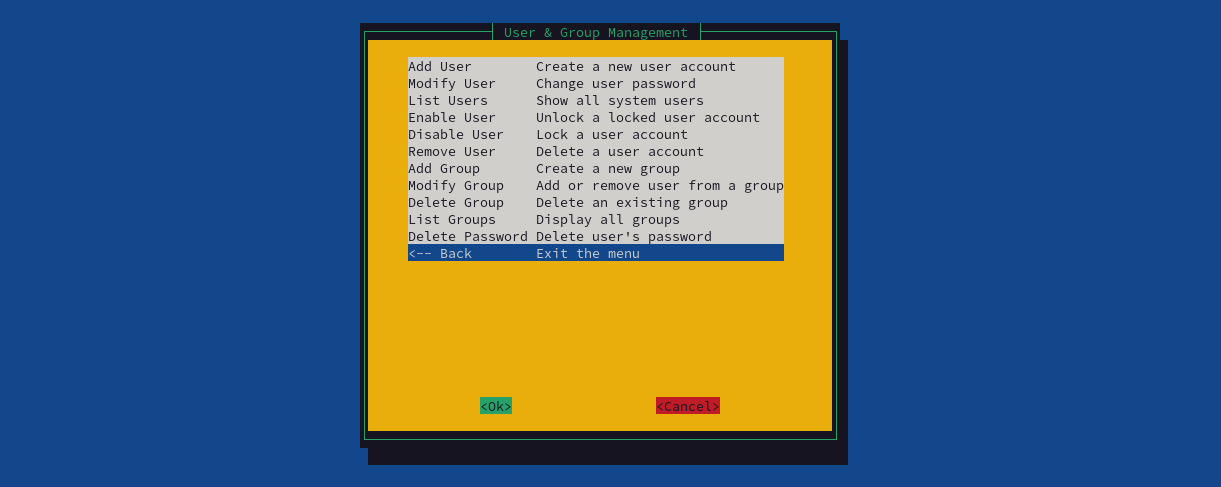 User & Group Management
Add User Create a new user account
Modify User Change user password
List Users Show all system users
Enable User Unlock a locked user account
Disable User Lock a user account
Remove User Delete a user account
Add Group Create a new group
Modify Group Add or remove user from a group
Delete Group Delete an existing group
List Groups Display all groups
Delete Password Delete user's password
<-- Back Exit the menu
<Ok> <Cancel>